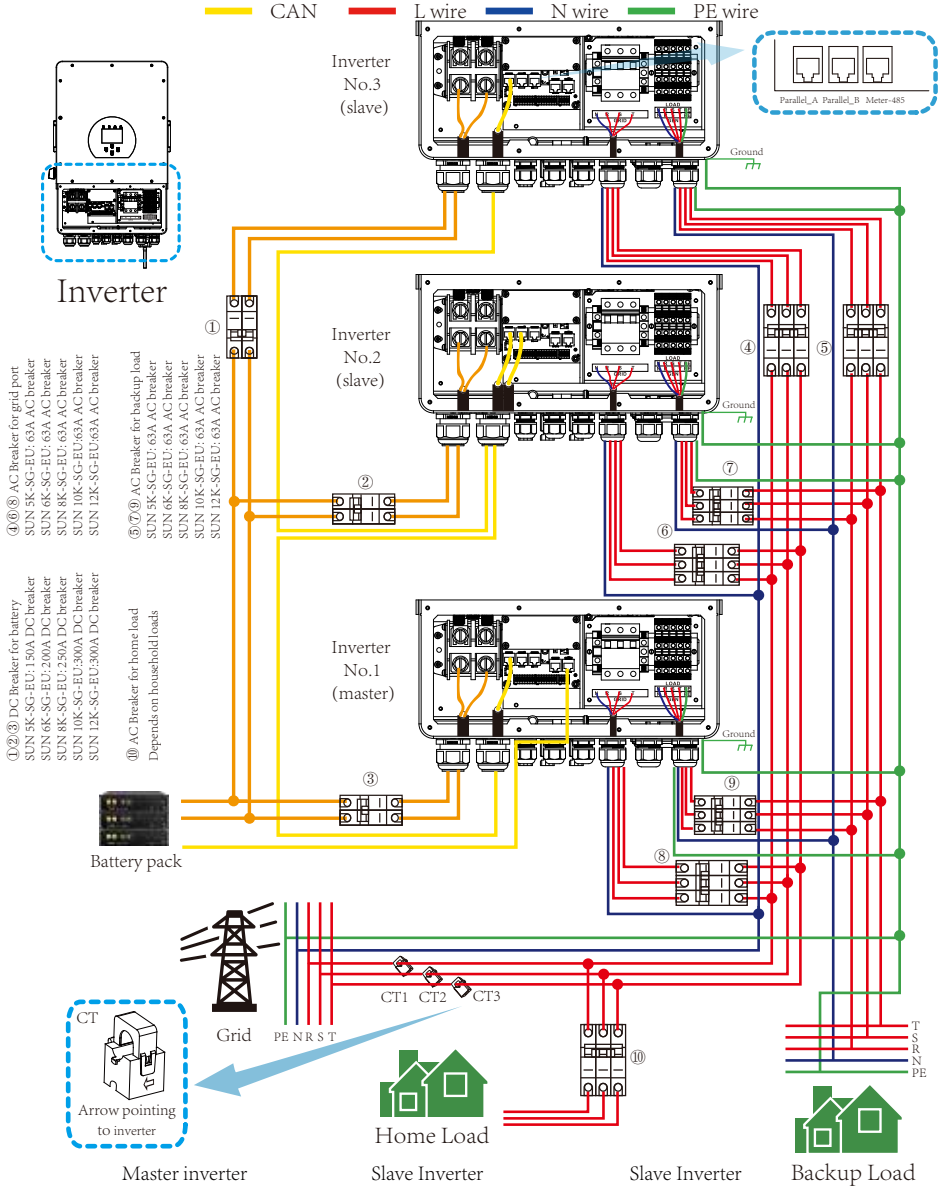 CAN L wire N wire PE wire
Inverter
No.3
(slave)
Parallel_A Parallel_B Meter-485
LOAD
GRID
GEN
Ground
Inverter
①
Inverter
No.2
(slave)
④
⑤
LOAD
GRID
Ground
④⑥⑧ AC Breaker for grid port
SUN 5K-SG-EU: 63A AC breaker
SUN 6K-SG-EU: 63A AC breaker
SUN 8K-SG-EU: 63A AC breaker
SUN 10K-SG-EU:63A AC breaker
SUN 12K-SG-EU:63A AC breaker
⑤⑦⑨ AC Breaker for backup load
SUN 5K-SG-EU: 63A AC breaker
SUN 6K-SG-EU: 63A AC breaker
SUN 8K-SG-EU: 63A AC breaker
SUN 10K-SG-EU: 63A AC breaker
SUN 12K-SG-EU: 63A AC breaker
②
⑦
⑥
①②③ DC Breaker for battery
SUN 5K-SG-EU: 150A DC breaker
SUN 6K-SG-EU: 200A DC breaker
SUN 8K-SG-EU: 250A DC breaker
SUN 10K-SG-EU:300A DC breaker
SUN 12K-SG-EU:300A DC breaker
⑩ AC Breaker for home load
Depends on household loads
Inverter
No.1
(master)
LOAD
GRID
Ground
③
⑨
⑧
Battery pack
CT1 CT2 CT3
Grid
PE N R S T
CT
Arrow pointing
to inverter
⑩
Home Load
T
S
R
N
PE
Backup Load
Master inverter Slave Inverter Slave Inverter